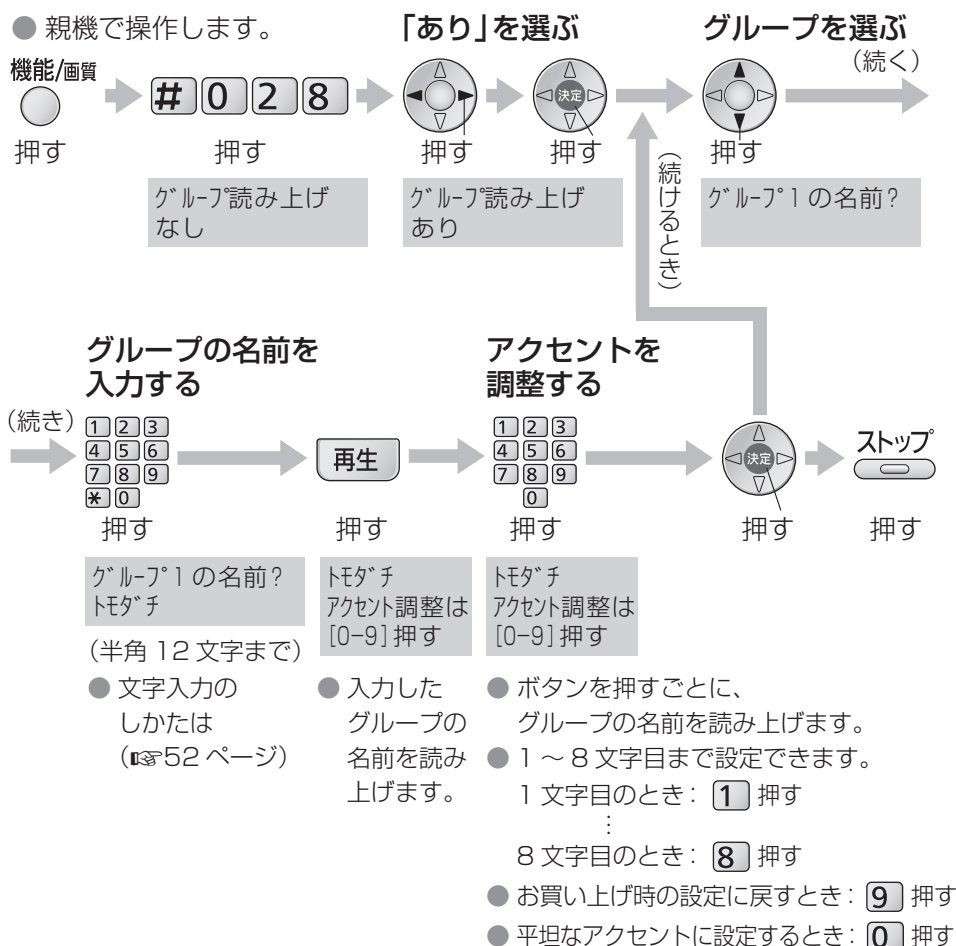 ● 親機で操作します。
「あり」を選ぶ
グループを選ぶ
(続く)
機能/画質
# 0 2 8
決定
押す
押す
押す
押す
押す
ｸﾞﾙｰﾌﾟ読み上げ
なし
ｸﾞﾙｰﾌﾟ読み上げ
あり
(続けるとき)
ｸﾞﾙｰﾌﾟ1の名前?
グループの名前を
入力する
アクセントを
調整する
(続き)
1 2 3
4 5 6
7 8 9
* 0
再生
1 2 3
4 5 6
7 8 9
0
決定
ストップ
押す
押す
押す
押す
押す
ｸﾞﾙｰﾌﾟ1の名前?
ﾄﾓﾀﾞﾁ
(半角12文字まで)
● 文字入力の
しかたは
(☞52ページ)
ﾄﾓﾀﾞﾁ
ｱｸｾﾝﾄ調整は
[0-9]押す
● 入力した
グループの
名前を読み
上げます。
ﾄﾓﾀﾞﾁ
ｱｸｾﾝﾄ調整は
[0-9]押す
● ボタンを押すごとに、
グループの名前を読み上げます。
● 1～8文字目まで設定できます。
1文字目のとき: 1 押す
⋮
8文字目のとき: 8 押す
● お買い上げ時の設定に戻すとき: 9 押す
● 平坦なアクセントに設定するとき: 0 押す